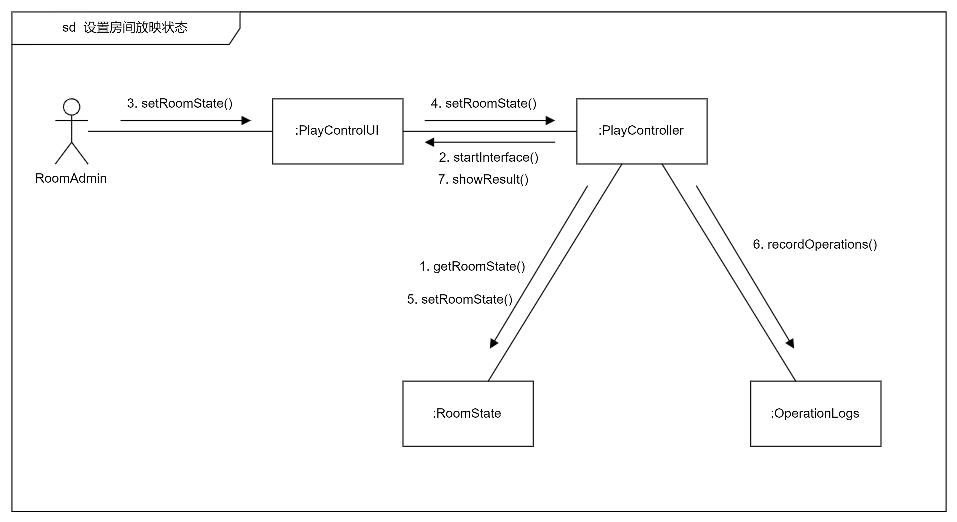 sd 设置房间放映状态
3. setRoomState()
4. setRoomState()
:PlayControlUI
:PlayController
2. startInterface()
7. showResult()
RoomAdmin
6. recordOperations()
1. getRoomState()
5. setRoomState()
:RoomState
:OperationLogs